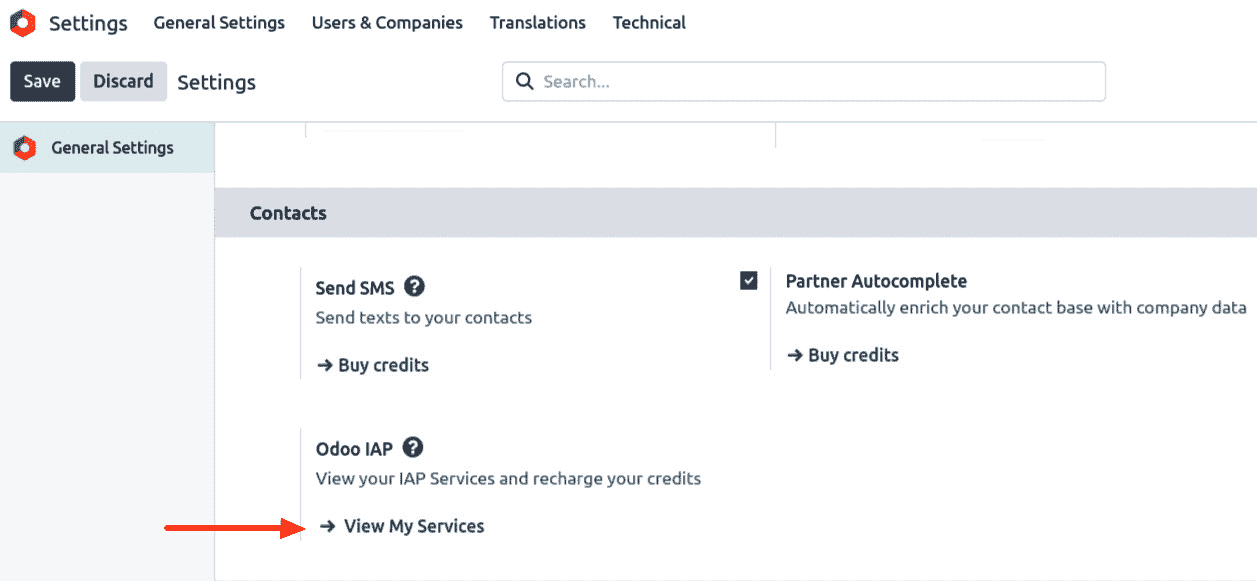 Settings General Settings Users & Companies Translations Technical
Save Discard Settings Search...
General Settings
Contacts
Send SMS ?
Send texts to your contacts
→ Buy credits
Partner Autocomplete
Automatically enrich your contact base with company data
→ Buy credits
Odoo IAP ?
View your IAP Services and recharge your credits
→ View My Services